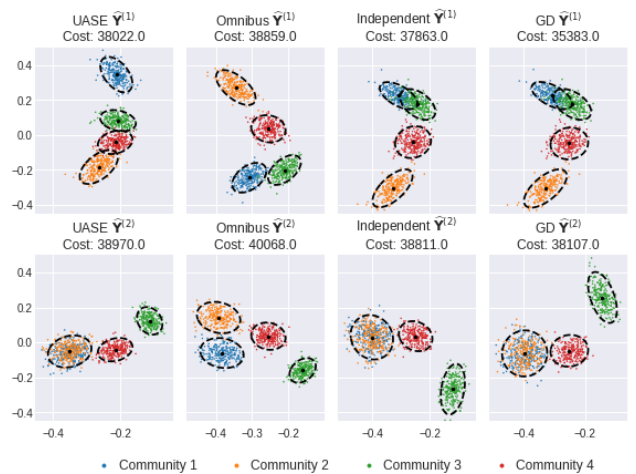 UASE Ŷ⁽¹⁾
Cost: 38022.0
Omnibus Ŷ⁽¹⁾
Cost: 38859.0
Independent Ŷ⁽¹⁾
Cost: 37863.0
GD Ŷ⁽¹⁾
Cost: 35383.0
0.4
0.2
0.0
−0.2
−0.4
UASE Ŷ⁽²⁾
Cost: 38970.0
Omnibus Ŷ⁽²⁾
Cost: 40068.0
Independent Ŷ⁽²⁾
Cost: 38811.0
GD Ŷ⁽²⁾
Cost: 38107.0
0.4
0.2
0.0
−0.2
−0.4
−0.4 −0.2
−0.4 −0.3 −0.2
−0.4 −0.2
−0.4 −0.2
Community 1 Community 2 Community 3 Community 4